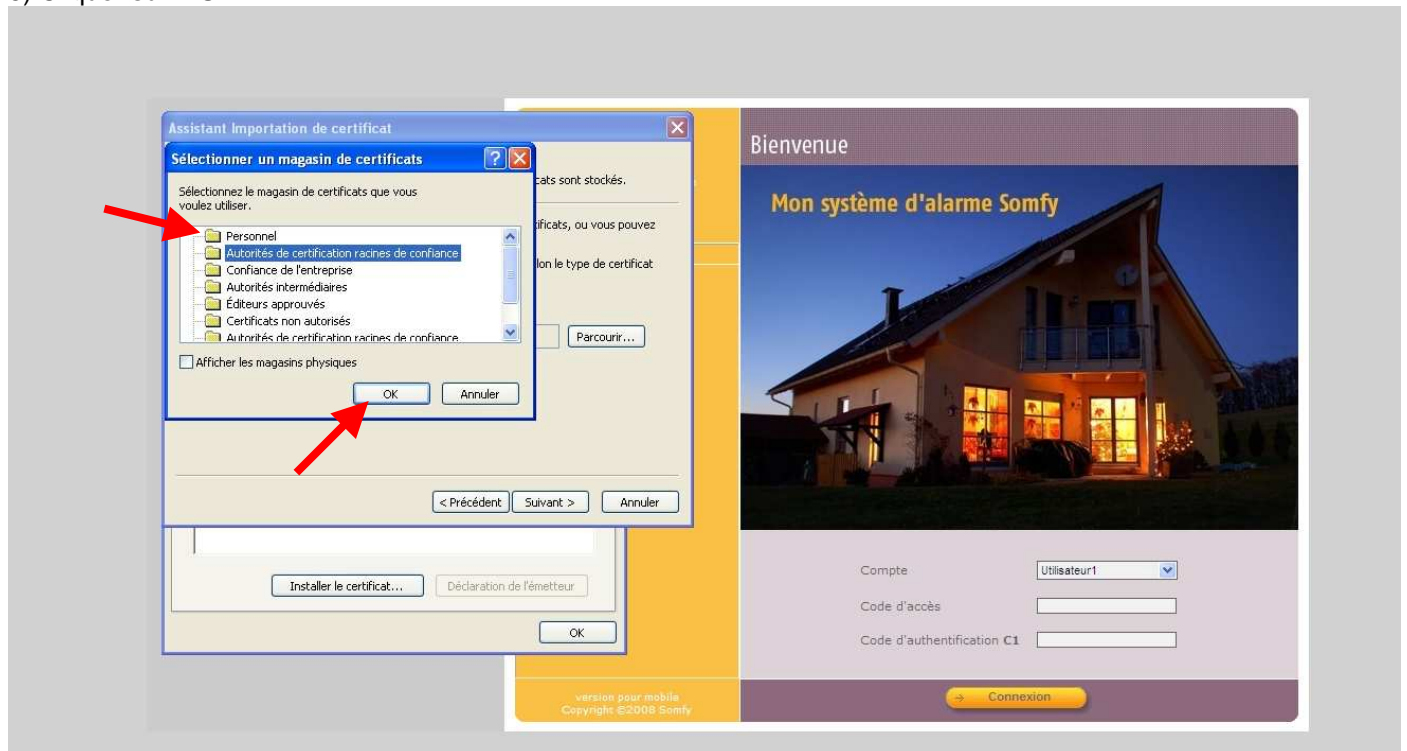 Assistant Importation de certificat
Sélectionner un magasin de certificats
Sélectionnez le magasin de certificats que vous
voulez utiliser.
Personnel
Autorités de certification racines de confiance
Confiance de l'entreprise
Autorités intermédiaires
Éditeurs approuvés
Certificats non autorisés
Autorités de certification racines de confiance
Afficher les magasins physiques
OK
Annuler
cats sont stockés.
ificats, ou vous pouvez
lon le type de certificat
Parcourir...
< Précédent
Suivant >
Annuler
Installer le certificat...
Déclaration de l'émetteur
OK
Bienvenue
Mon système d'alarme Somfy
Compte
Utilisateur1
Code d'accès
Code d'authentification C1
version pour mobile
Copyright ©2008 Somfy
Connexion